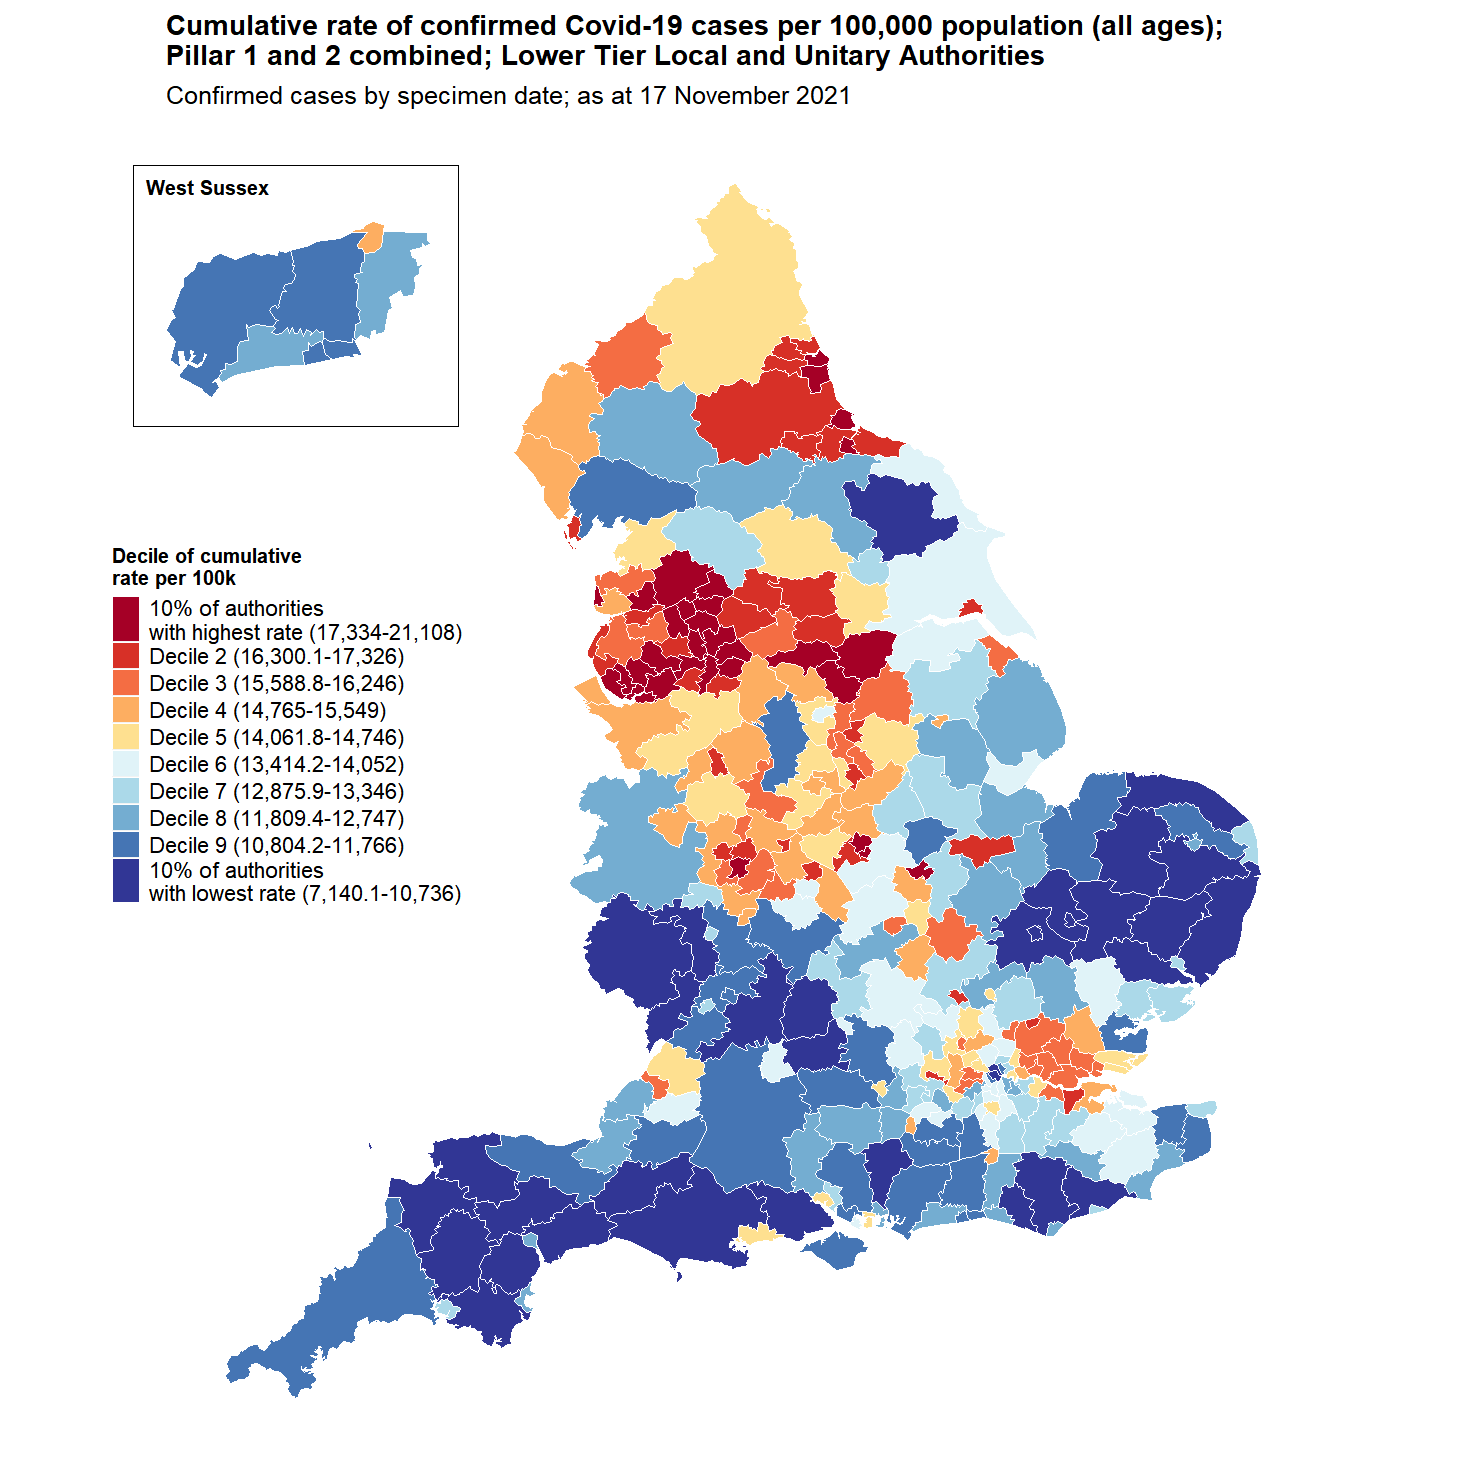 Cumulative rate of confirmed Covid-19 cases per 100,000 population (all ages);
Pillar 1 and 2 combined; Lower Tier Local and Unitary Authorities
Confirmed cases by specimen date; as at 17 November 2021
West Sussex
Decile of cumulative
rate per 100k
10% of authorities
with highest rate (17,334-21,108)
Decile 2 (16,300.1-17,326)
Decile 3 (15,588.8-16,246)
Decile 4 (14,765-15,549)
Decile 5 (14,061.8-14,746)
Decile 6 (13,414.2-14,052)
Decile 7 (12,875.9-13,346)
Decile 8 (11,809.4-12,747)
Decile 9 (10,804.2-11,766)
10% of authorities
with lowest rate (7,140.1-10,736)